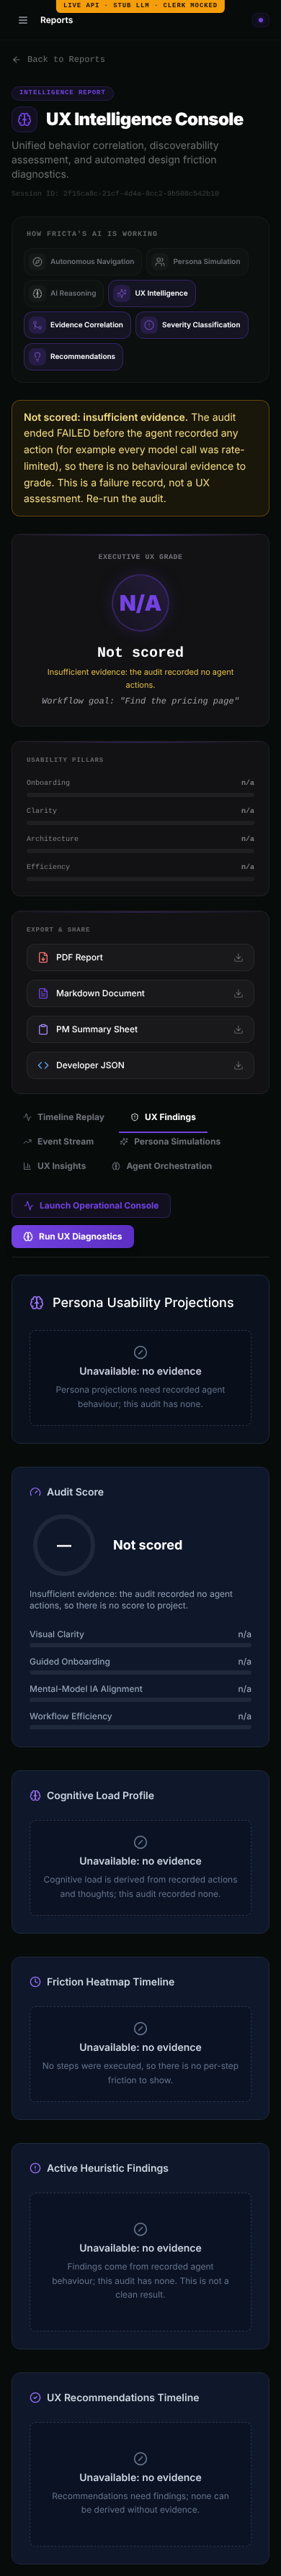 LIVE API · STUB LLM · CLERK MOCKED
Reports
Back to Reports
INTELLIGENCE REPORT
UX Intelligence Console
Unified behavior correlation, discoverability
assessment, and automated design friction
diagnostics.
HOW FRICTA'S AI IS WORKING
Autonomous Navigation
Persona Simulation
AI Reasoning
UX Intelligence
Evidence Correlation
Severity Classification
Recommendations
Not scored: insufficient evidence. The audit
ended FAILED before the agent recorded any
action (for example every model call was rate-
limited), so there is no behavioural evidence to
grade. This is a failure record, not a UX
assessment. Re-run the audit.
EXECUTIVE UX GRADE
N/A
Not scored
Insufficient evidence: the audit recorded no agent
actions.
Workflow goal: "Find the pricing page"
USABILITY PILLARS
Onboarding n/a
Clarity n/a
Architecture n/a
Efficiency n/a
EXPORT & SHARE
PDF Report
Markdown Document
PM Summary Sheet
Developer JSON
Timeline Replay
UX Findings
Event Stream
Persona Simulations
UX Insights
Agent Orchestration
Launch Operational Console
Run UX Diagnostics
Persona Usability Projections
Unavailable: no evidence
Persona projections need recorded agent
behaviour; this audit has none.
Audit Score
—
Not scored
Insufficient evidence: the audit recorded no agent
actions, so there is no score to project.
Visual Clarity n/a
Guided Onboarding n/a
Mental-Model IA Alignment n/a
Workflow Efficiency n/a
Cognitive Load Profile
Unavailable: no evidence
Cognitive load is derived from recorded actions
and thoughts; this audit recorded none.
Friction Heatmap Timeline
Unavailable: no evidence
No steps were executed, so there is no per-step
friction to show.
Active Heuristic Findings
Unavailable: no evidence
Findings come from recorded agent
behaviour; this audit has none. This is not a
clean result.
UX Recommendations Timeline
Unavailable: no evidence
Recommendations need findings; none can
be derived without evidence.